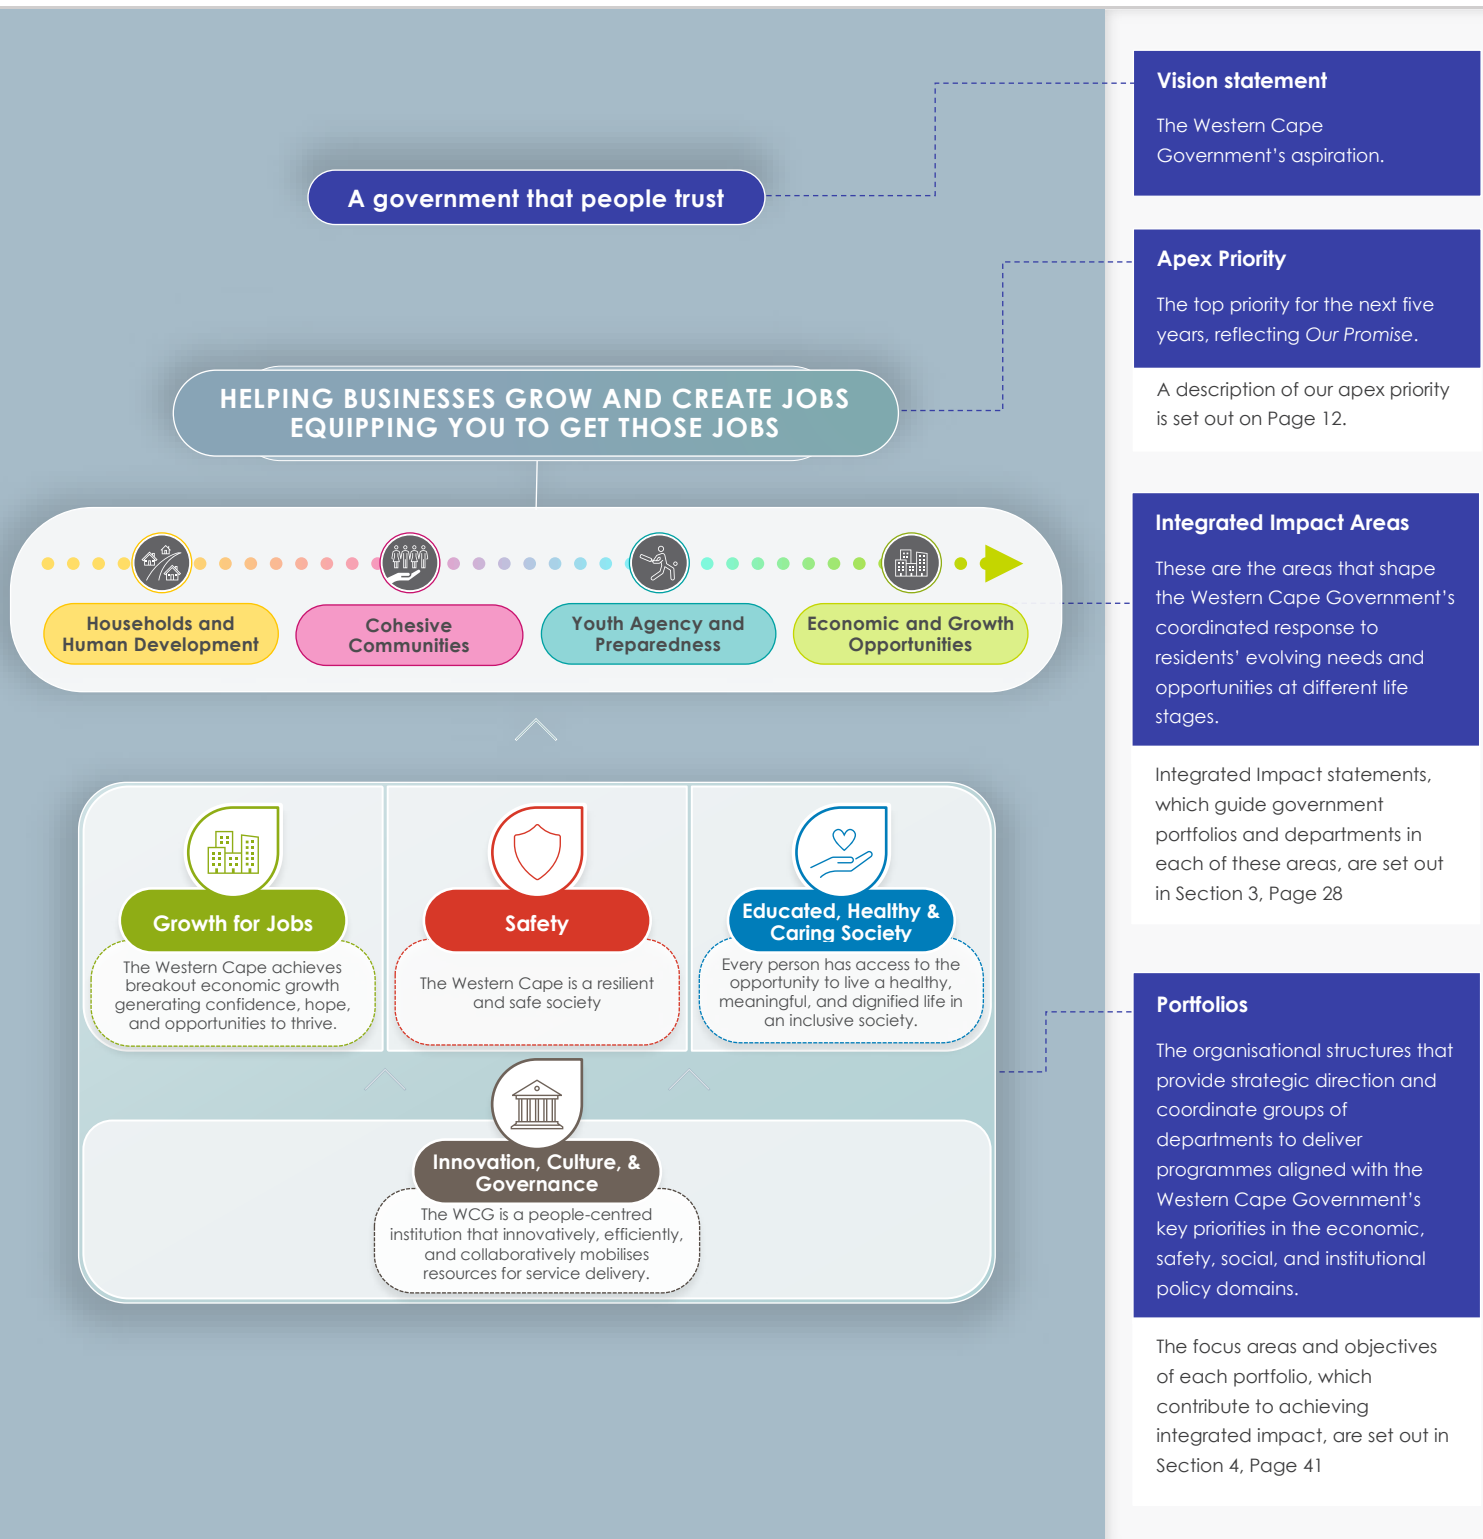 A government that people trust
HELPING BUSINESSES GROW AND CREATE JOBS
EQUIPPING YOU TO GET THOSE JOBS
Households and
Human Development
Cohesive
Communities
Youth Agency and
Preparedness
Economic and Growth
Opportunities
Growth for Jobs
The Western Cape achieves
breakout economic growth
generating confidence, hope,
and opportunities to thrive.
Safety
The Western Cape is a resilient
and safe society
Educated, Healthy &
Caring Society
Every person has access to the
opportunity to live a healthy,
meaningful, and dignified life in
an inclusive society.
Innovation, Culture, &
Governance
The WCG is a people-centred
institution that innovatively, efficiently,
and collaboratively mobilises
resources for service delivery.
Vision statement
The Western Cape
Government's aspiration.
Apex Priority
The top priority for the next five
years, reflecting Our Promise.
A description of our apex priority
is set out on Page 12.
Integrated Impact Areas
These are the areas that shape
the Western Cape Government's
coordinated response to
residents' evolving needs and
opportunities at different life
stages.
Integrated Impact statements,
which guide government
portfolios and departments in
each of these areas, are set out
in Section 3, Page 28
Portfolios
The organisational structures that
provide strategic direction and
coordinate groups of
departments to deliver
programmes aligned with the
Western Cape Government's
key priorities in the economic,
safety, social, and institutional
policy domains.
The focus areas and objectives
of each portfolio, which
contribute to achieving
integrated impact, are set out in
Section 4, Page 41